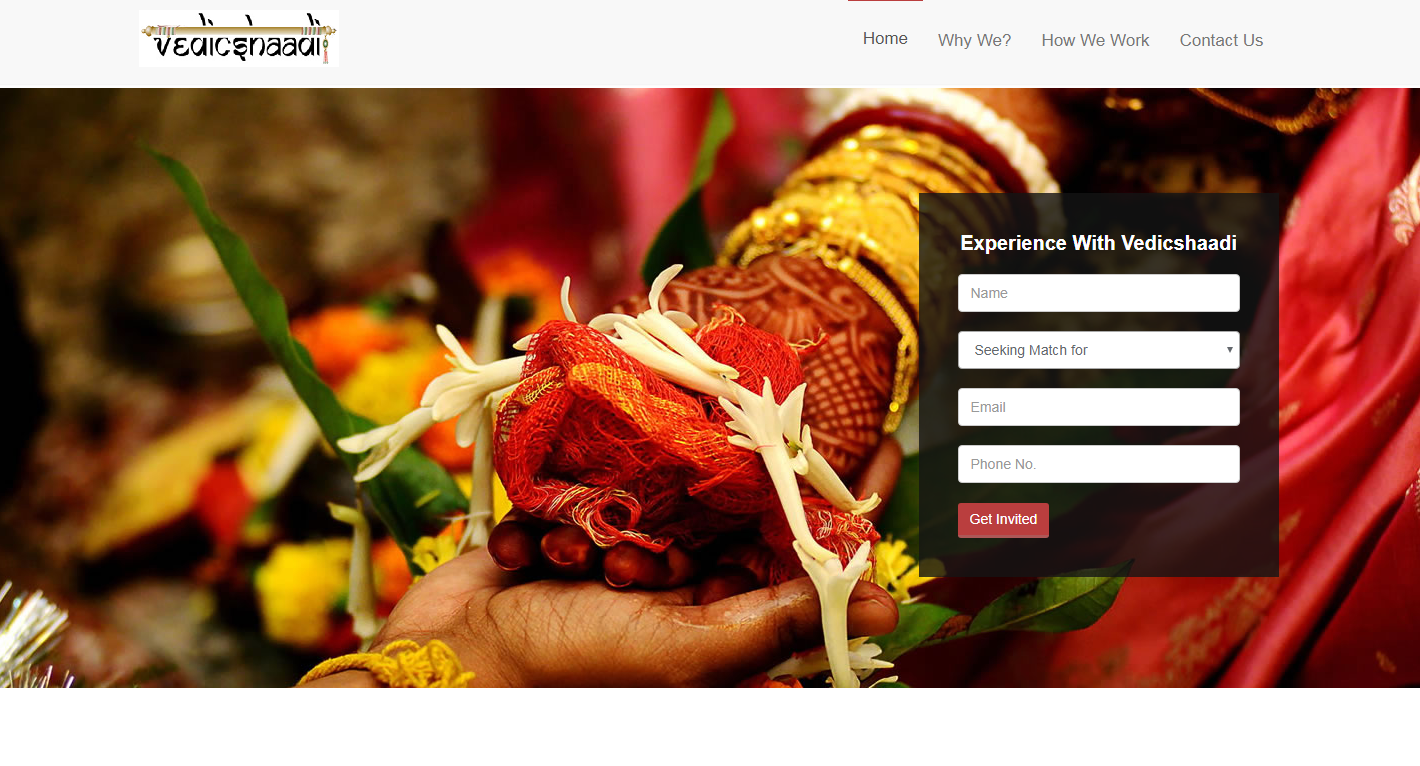 vedicshaadi
Home Why We? How We Work Contact Us
Experience With Vedicshaadi
Name
Seeking Match for
Email
Phone No.
Get Invited